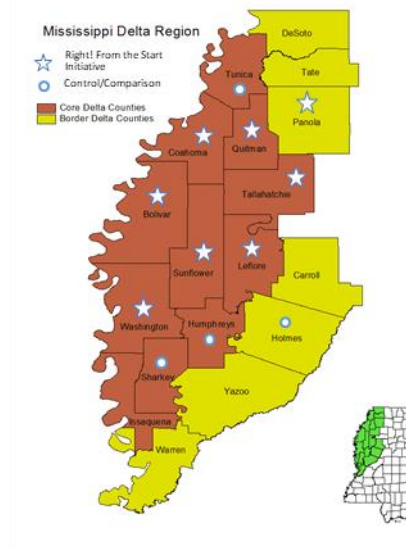 Mississippi Delta Region
Right! From the Start
Initiative
Control/Comparison
Core Delta Counties
Border Delta Counties
DeSoto
Tunica
Tate
Panola
Coahoma
Quitman
Tallahatchie
Bolivar
Sunflower
Leflore
Carroll
Washington
Humphreys
Holmes
Sharkey
Yazoo
Issaquena
Warren